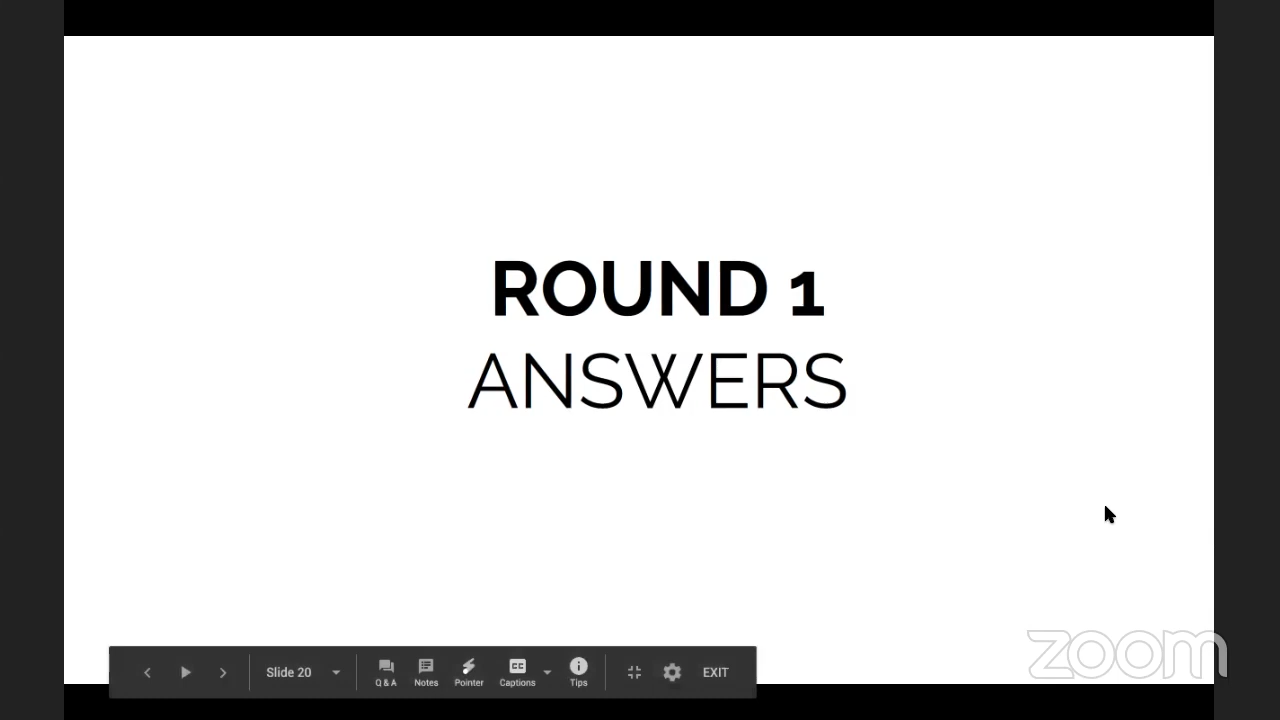 ROUND 1
ANSWERS
zoom
Slide 20
Q & A
Notes
Pointer
Captions
Tips
EXIT